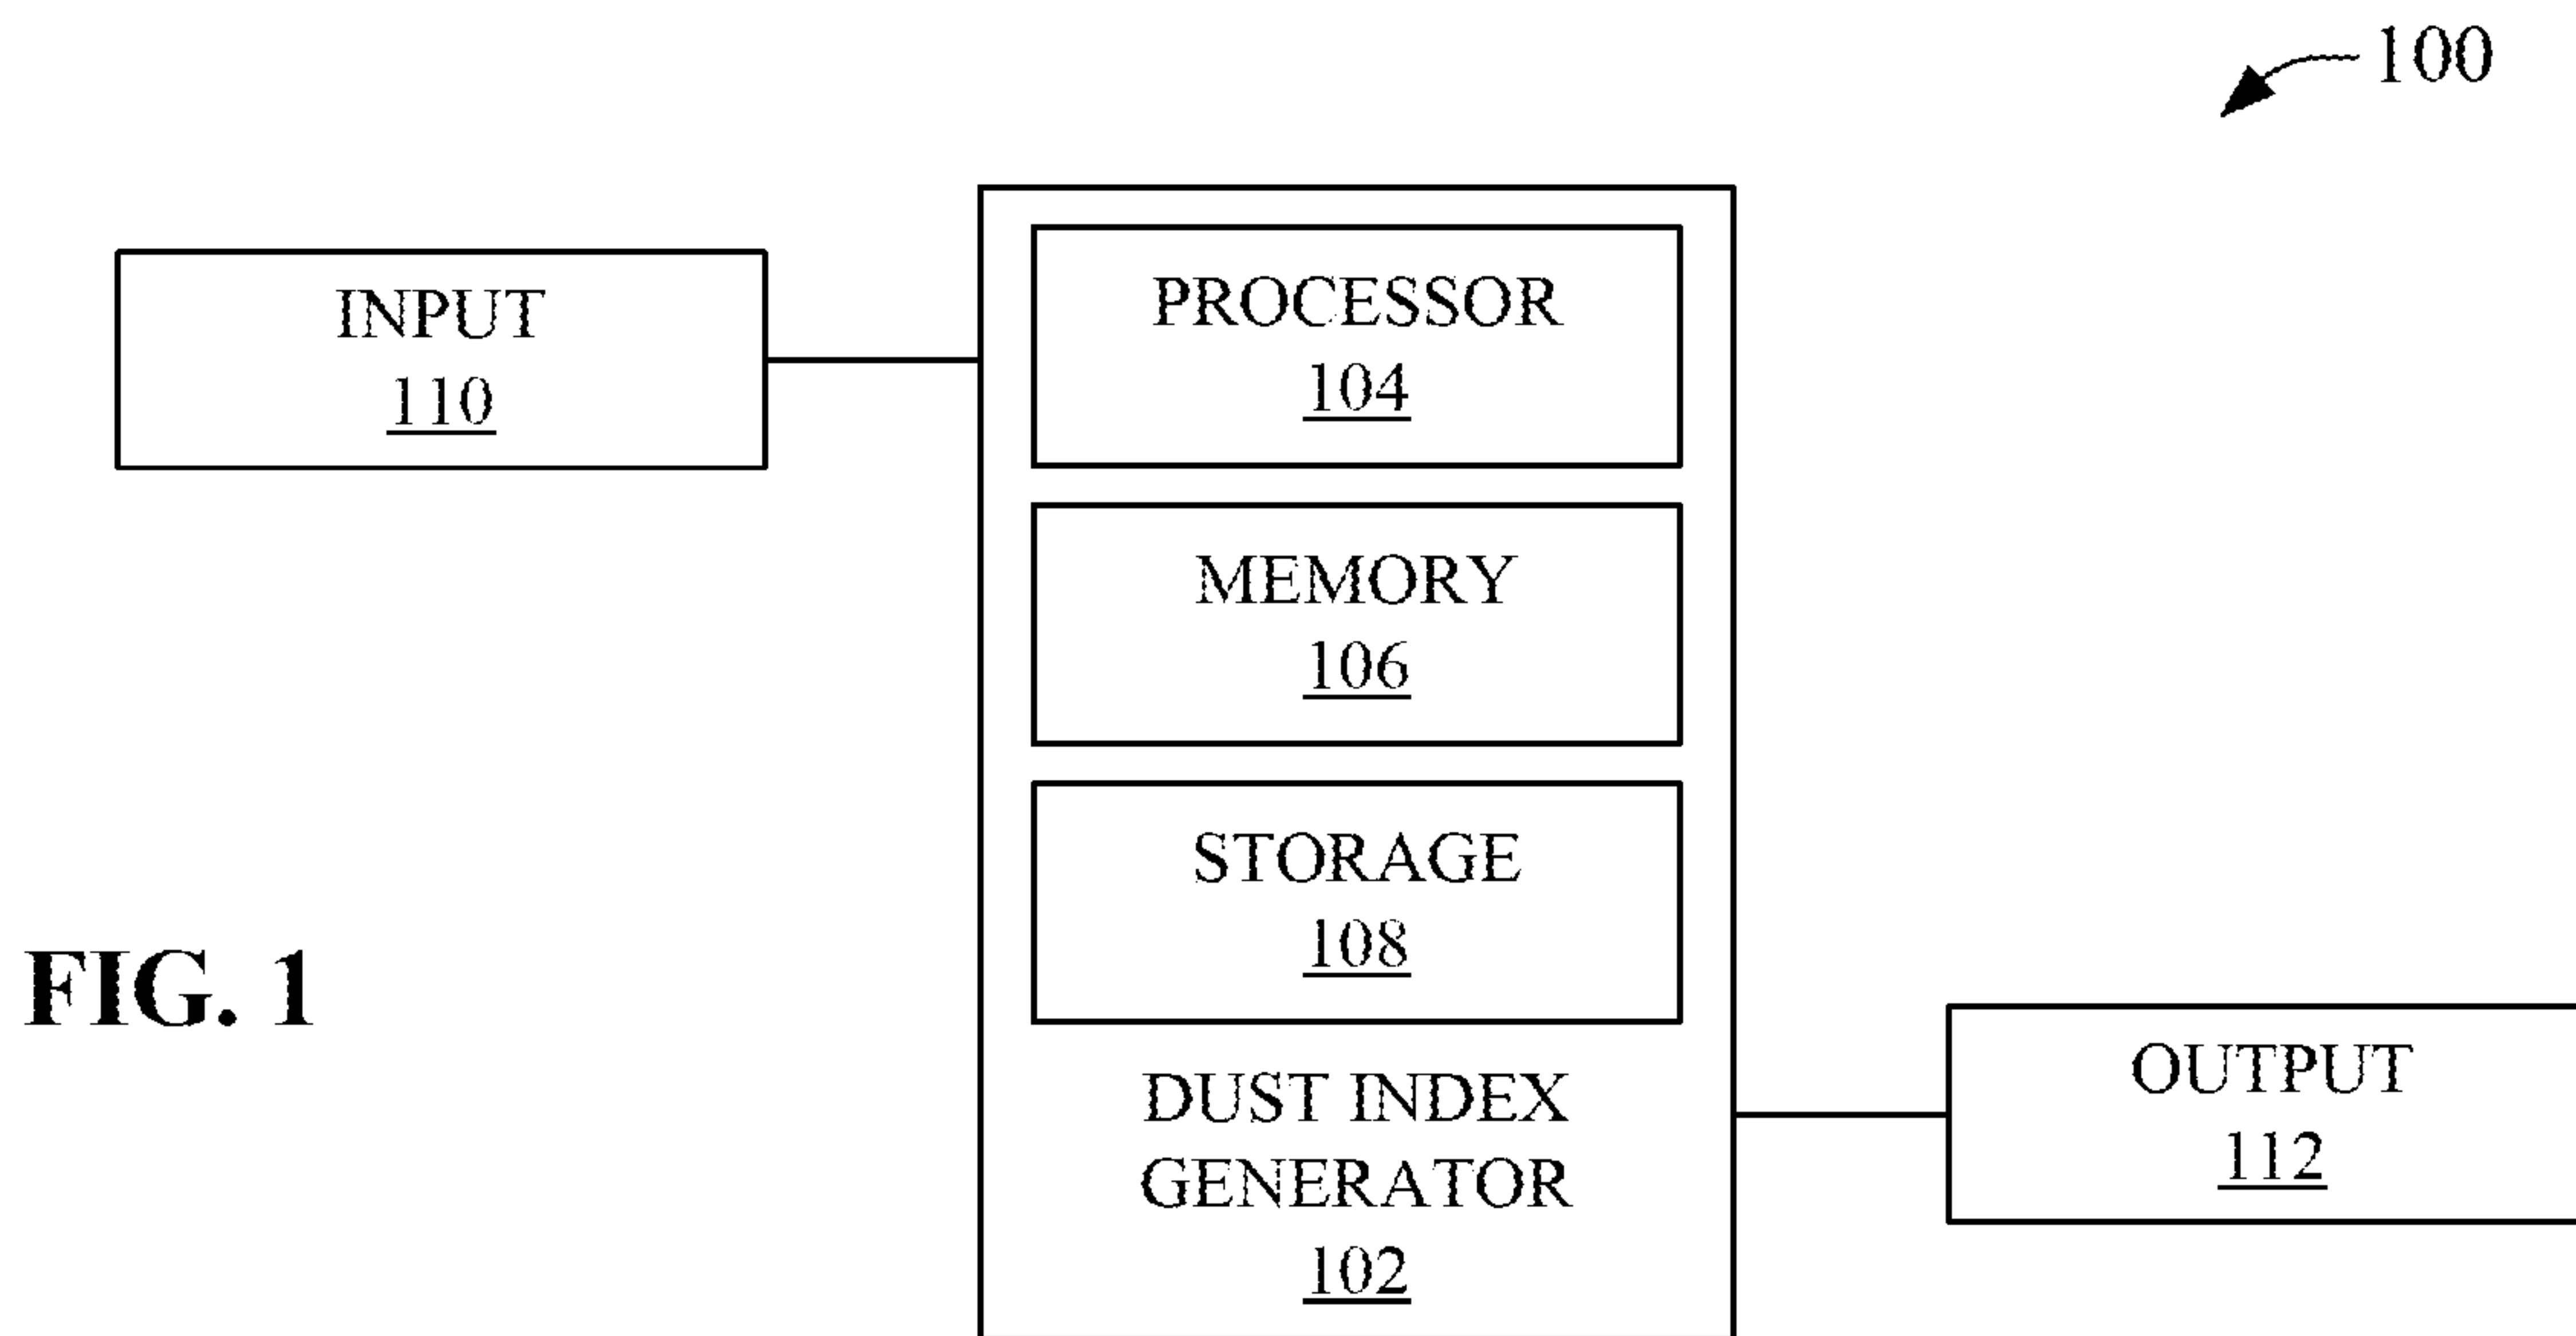 100
INPUT
110
PROCESSOR
104
MEMORY
106
STORAGE
108
DUST INDEX
GENERATOR
102
OUTPUT
112
FIG. 1